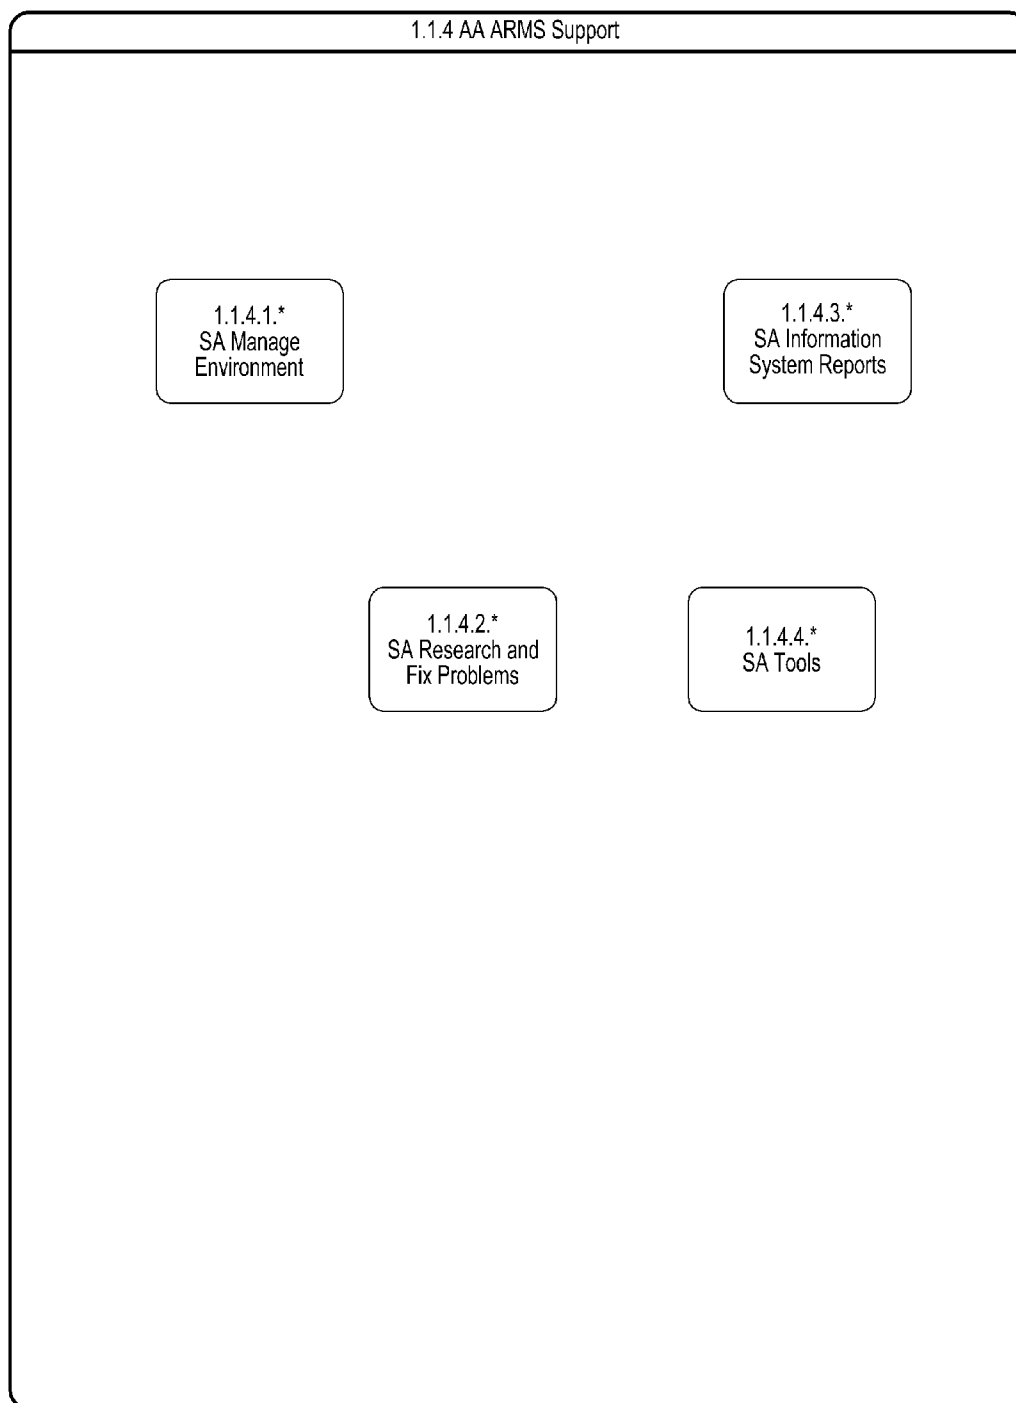 1.1.4 AA ARMS Support
1.1.4.1.*
SA Manage
Environment
1.1.4.3.*
SA Information
System Reports
1.1.4.2.*
SA Research and
Fix Problems
1.1.4.4.*
SA Tools